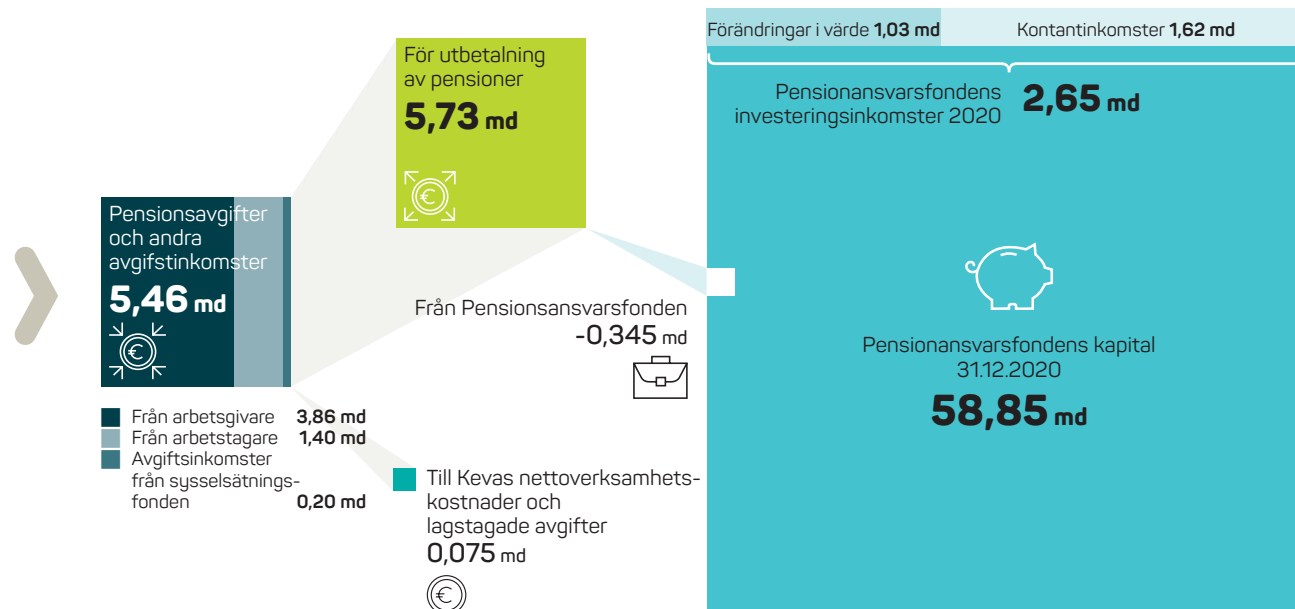 Pensionsavgifter
och andra
avgifstinkomster
5,46 md
Från arbetsgivare 3,86 md
Från arbetstagare 1,40 md
Avgiftsinkomster
från sysselsätnings-
fonden 0,20 md
För utbetalning
av pensioner
5,73 md
Från Pensionsansvarsfonden
-0,345 md
Till Kevas nettoverksamhets-
kostnader och
lagstagade avgifter
0,075 md
Förändringar i värde 1,03 md
Kontantinkomster 1,62 md
Pensionansvarsfondens
investeringsinkomster 2020
2,65 md
Pensionansvarsfondens kapital
31.12.2020
58,85 md